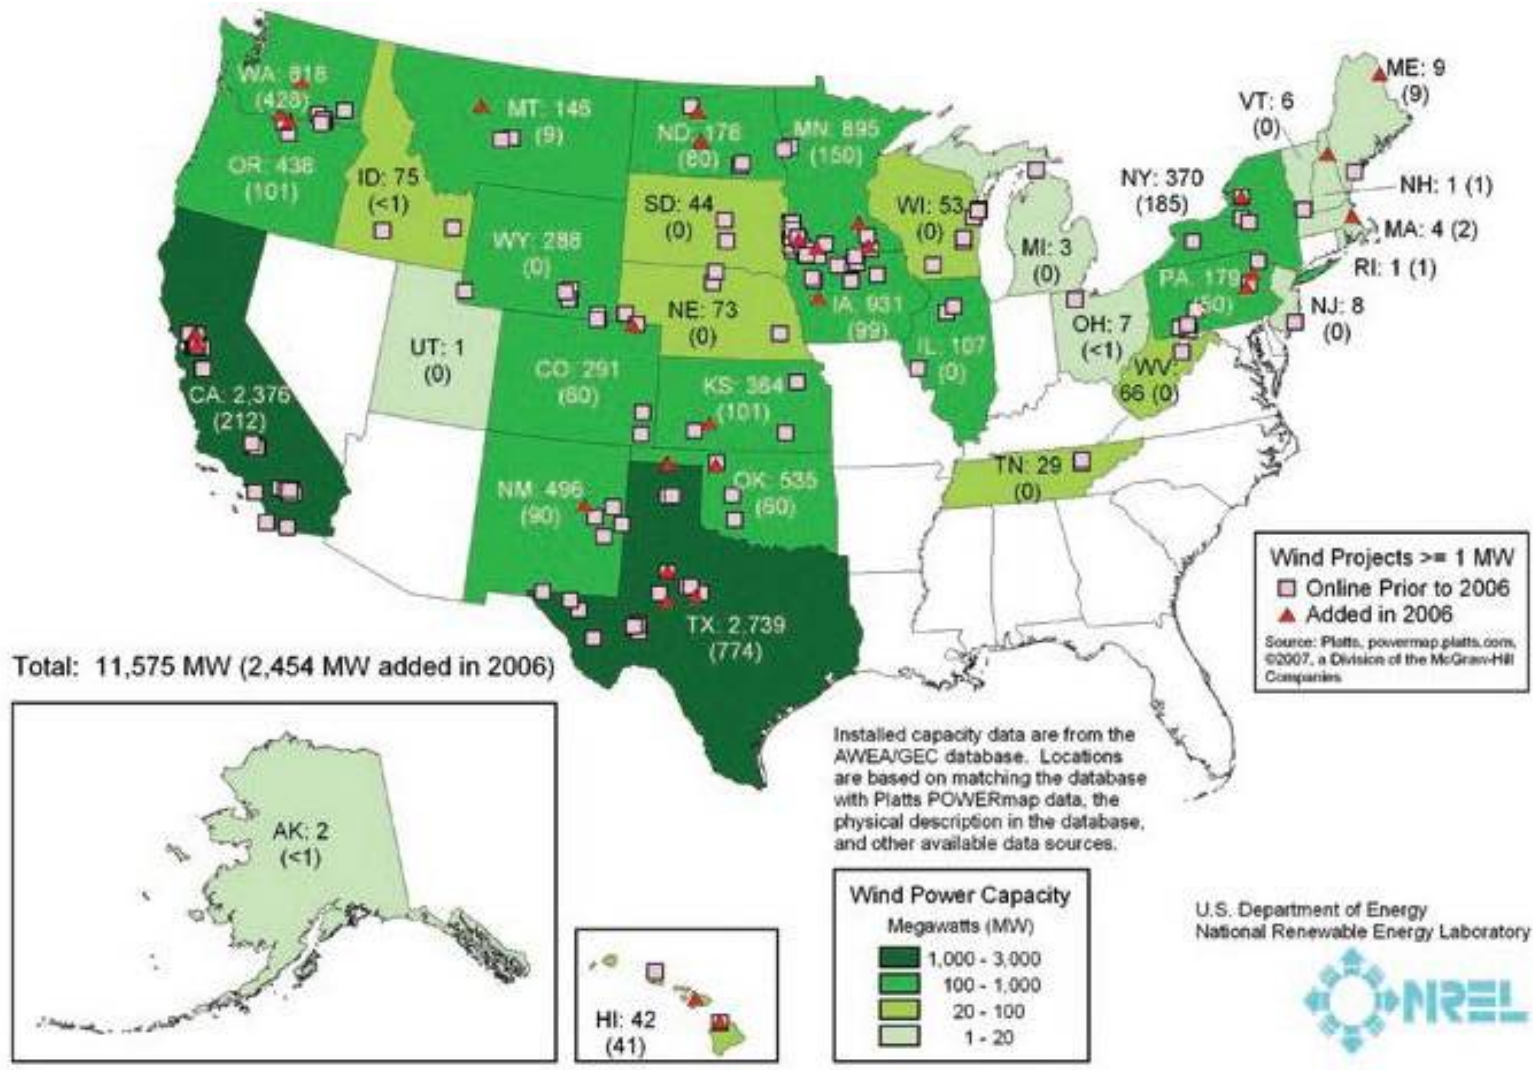 WA: 818
(428)
MT: 146
(9)
ND: 178
(80)
MN: 895
(150)
ME: 9
(9)
VT: 6
(0)
OR: 438
(101)
ID: 75
(<1)
SD: 44
(0)
WI: 53
(0)
NY: 370
(185)
NH: 1 (1)
MA: 4 (2)
RI: 1 (1)
WY: 288
(0)
MI: 3
(0)
PA: 179
(50)
NJ: 8
(0)
NE: 73
(0)
IA: 931
(99)
OH: 7
(<1)
UT: 1
(0)
CO: 291
(60)
IL: 107
(0)
WV:
66 (0)
CA: 2,376
(212)
KS: 364
(101)
TN: 29
(0)
NM: 496
(90)
OK: 535
(60)
TX: 2,739
(774)
Wind Projects >= 1 MW
Online Prior to 2006
Added in 2006
Source: Platts, powermap.platts.com,
©2007, a Division of the McGraw-Hill
Companies
Total: 11,575 MW (2,454 MW added in 2006)
Installed capacity data are from the
AWEA/GEC database. Locations
are based on matching the database
with Platts POWERmap data, the
physical description in the database,
and other available data sources.
AK: 2
(<1)
HI: 42
(41)
Wind Power Capacity
Megawatts (MW)
1,000 - 3,000
100 - 1,000
20 - 100
1 - 20
U.S. Department of Energy
National Renewable Energy Laboratory
NREL